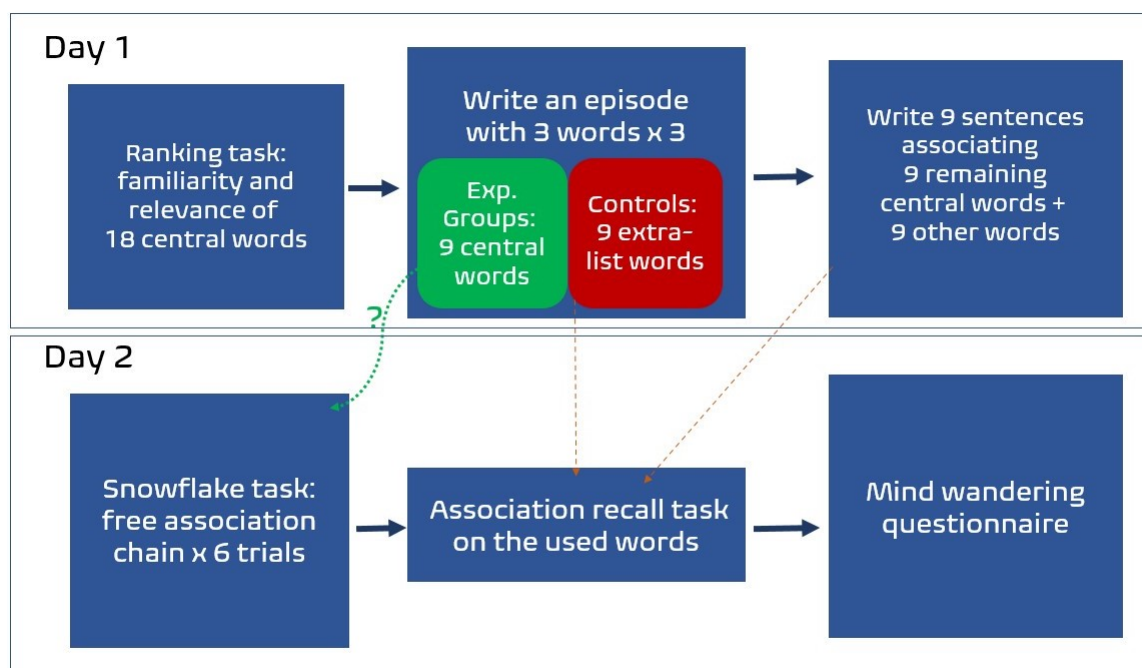 Day 1
Ranking task:
familiarity and
relevance of
18 central words
Write an episode
with 3 words x 3
Exp.
Groups:
9 central
words
Controls:
9 extra-
list words
Write 9 sentences
associating
9 remaining
central words +
9 other words
?
Day 2
Snowflake task:
free association
chain x 6 trials
Association recall task
on the used words
Mind wandering
questionnaire